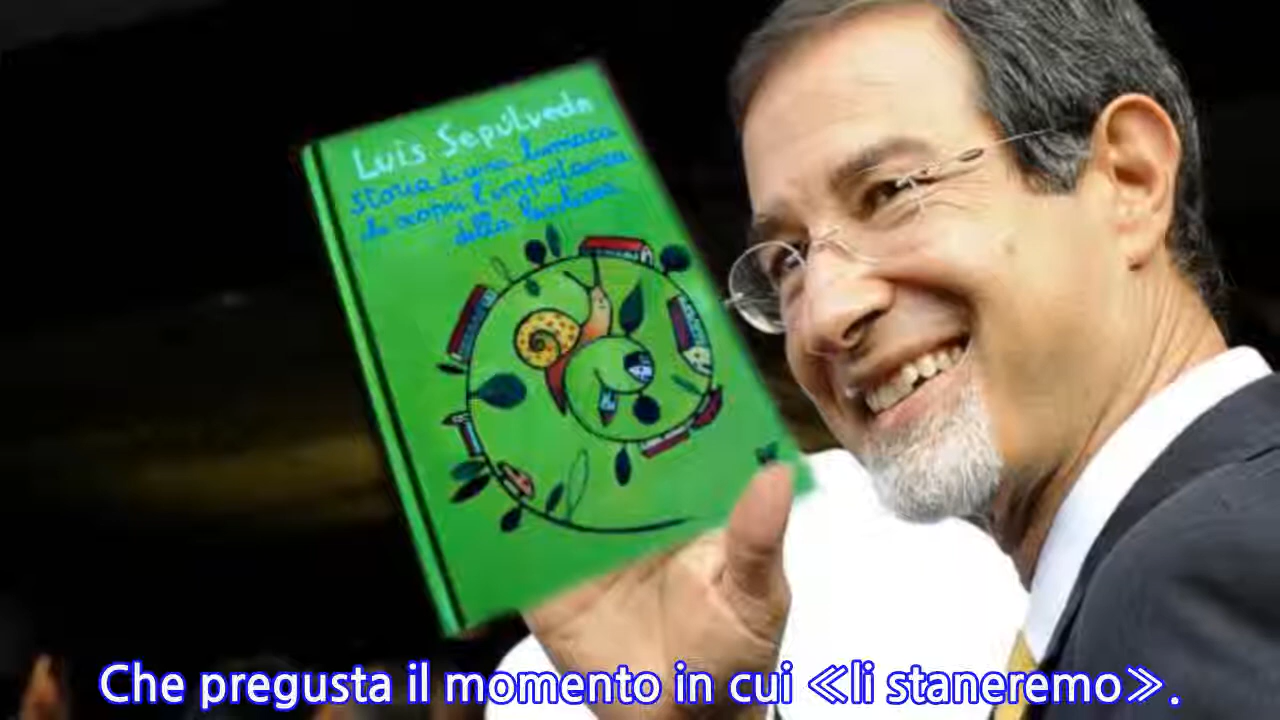 Luis Sepúlveda
Storia di una lumaca
che scoprì l'importanza
della lentezza
Che pregusta il momento in cui ≪li staneremo≫.